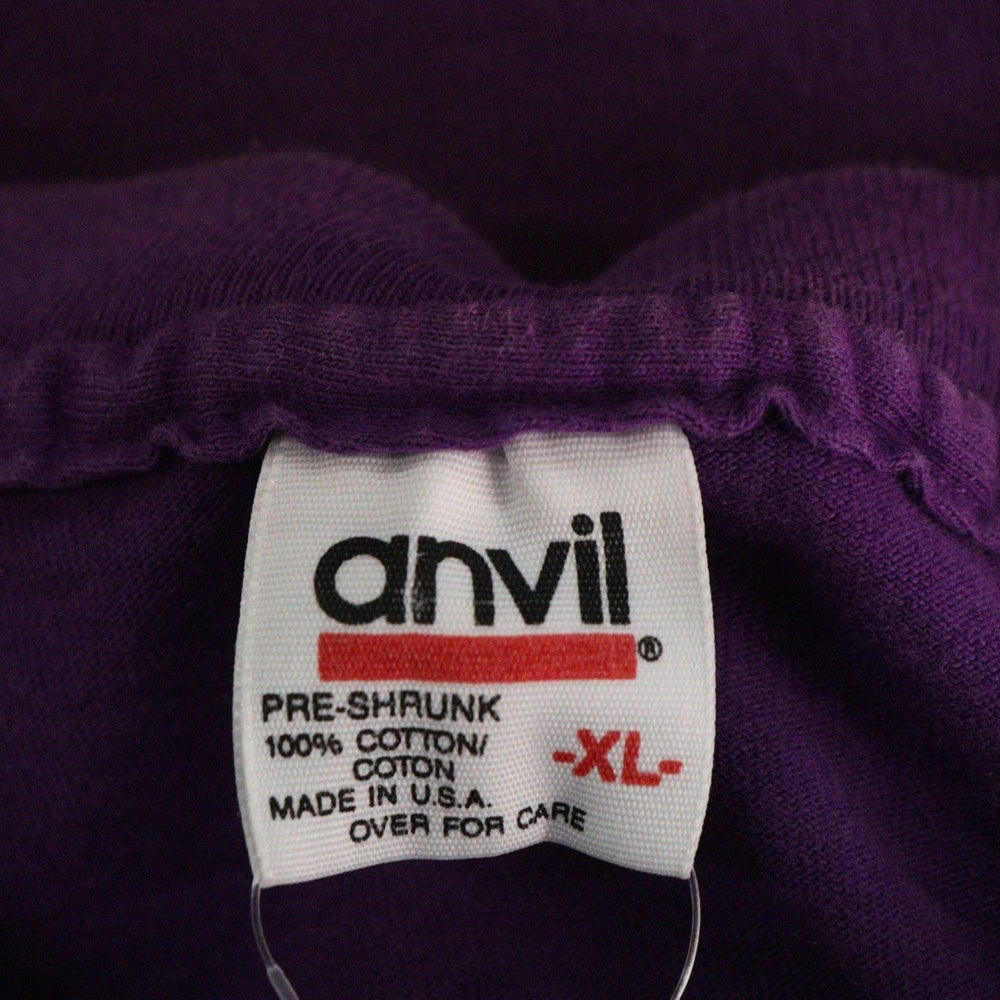 anvil®
PRE-SHRUNK
100% COTTON/
COTON
-XL-
MADE IN U.S.A.
OVER FOR CARE